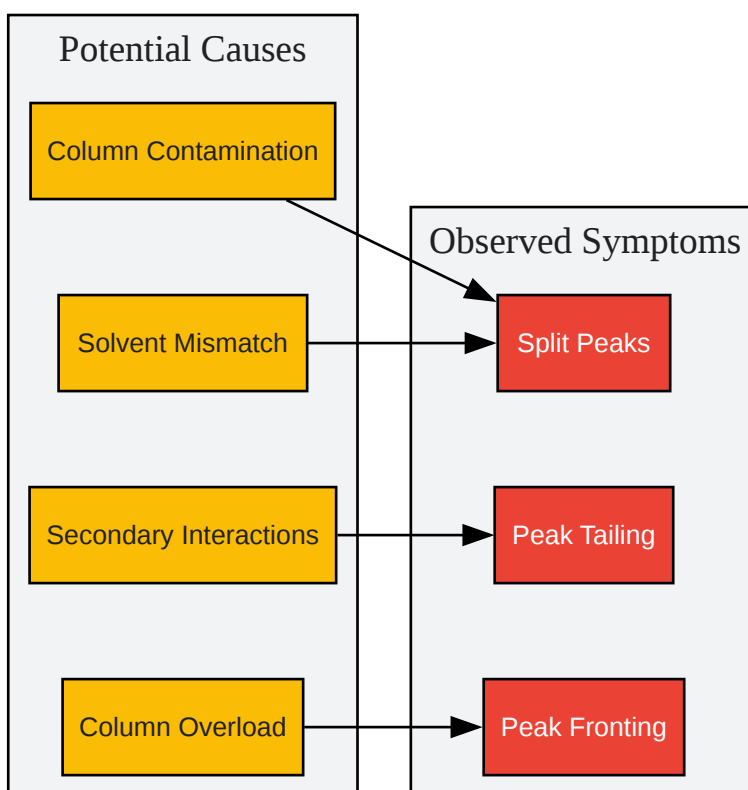 Potential Causes
Column Contamination
Solvent Mismatch
Secondary Interactions
Column Overload
Observed Symptoms
Split Peaks
Peak Tailing
Peak Fronting